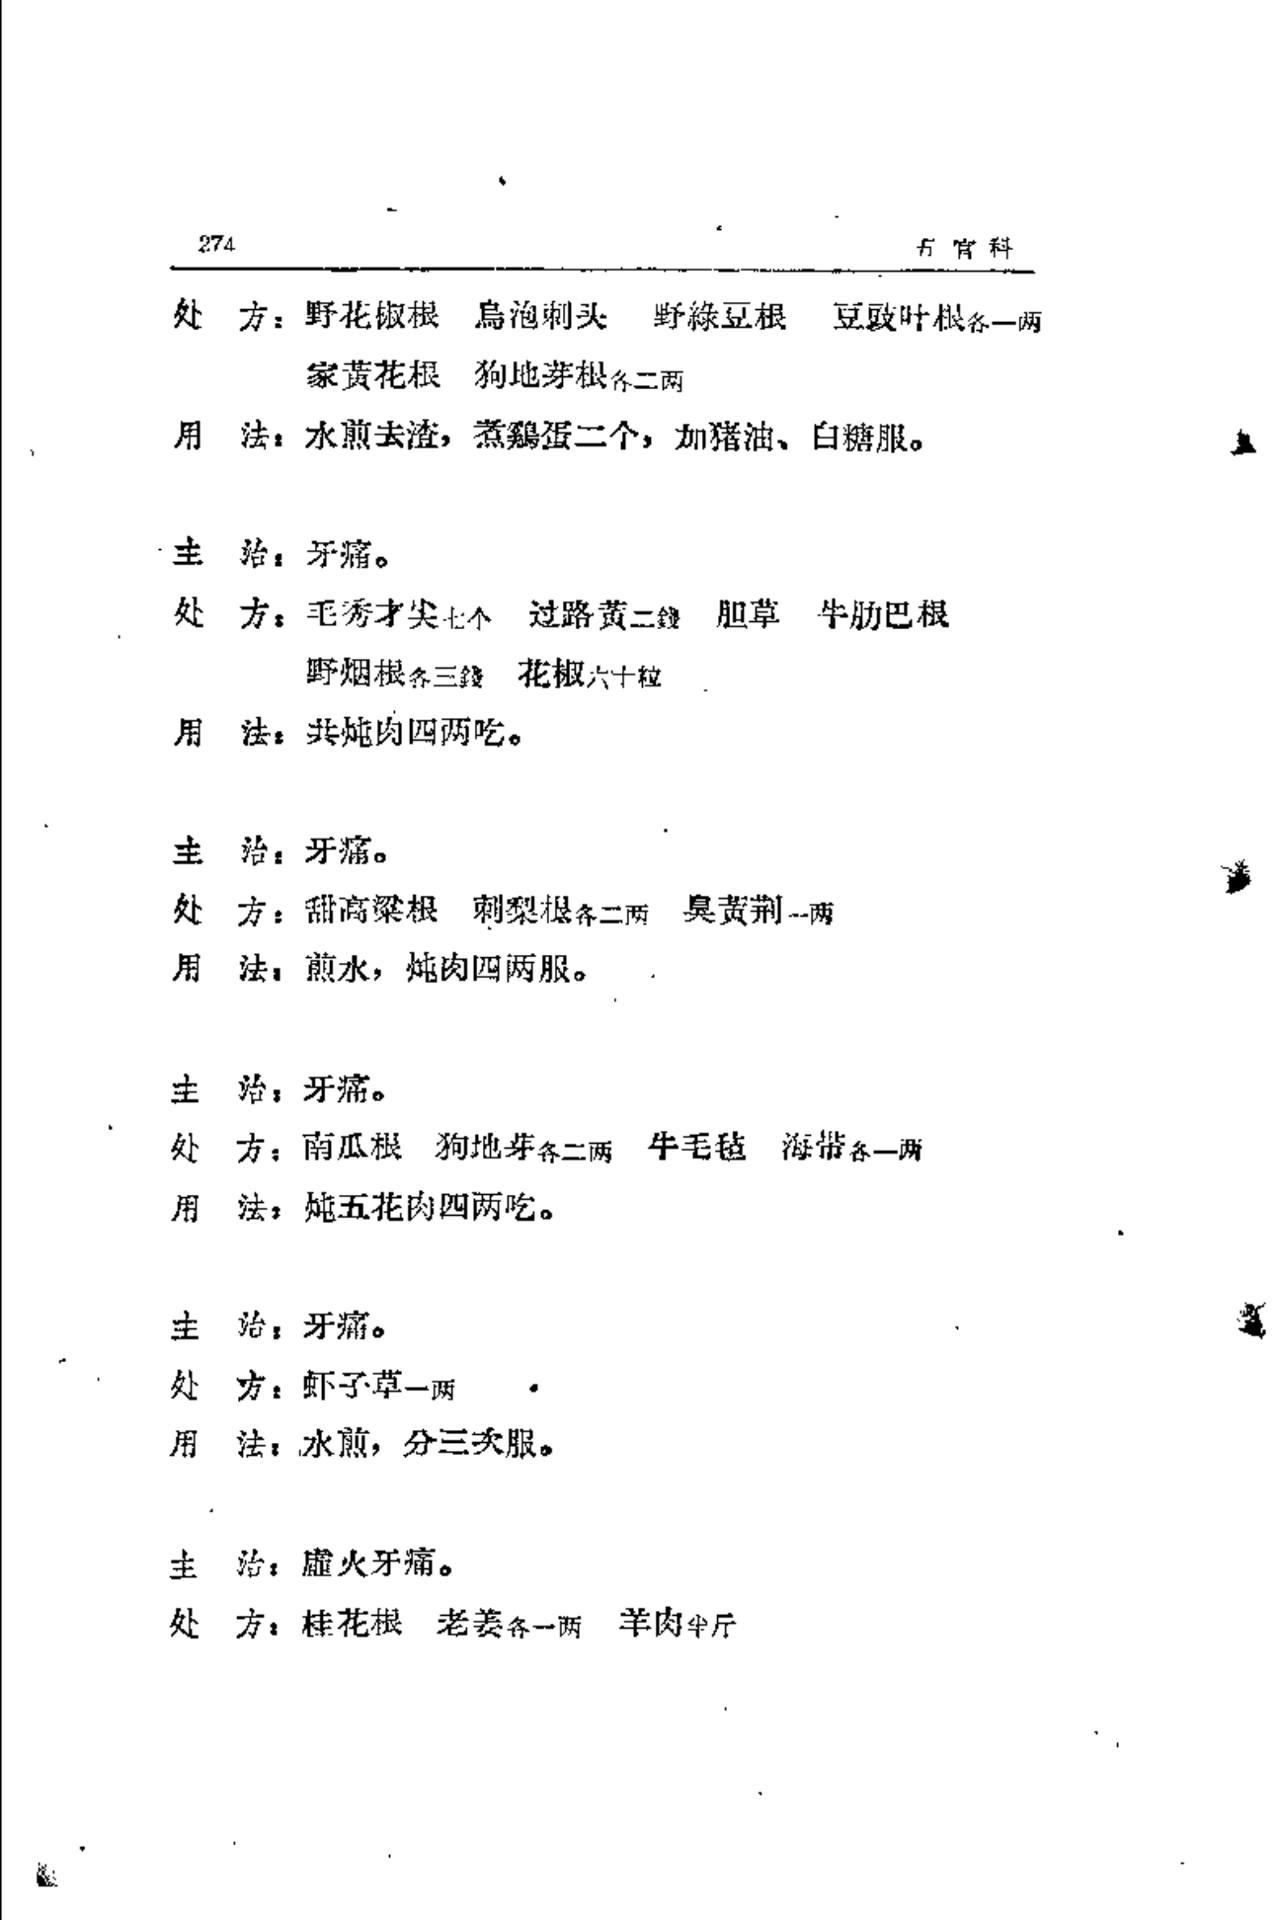 274 五官科
处 方：野花椒根 烏泡刺头 野綠豆根 豆豉叶根各一两
家黄花根 狗地芽根各二两
用 法：水煎去渣，煮鷄蛋二个，加猪油、白糖服。
主 治：牙痛。
处 方：毛秀才尖七个 过路黄二錢 胆草 牛肋巴根
野烟根各三錢 花椒六十粒
用 法：共炖肉四两吃。
主 治：牙痛。
处 方：甜高粱根 刺梨根各二两 臭黄荆一两
用 法：煎水，炖肉四两服。
主 治：牙痛。
处 方：南瓜根 狗地芽各二两 牛毛毡 海带各一两
用 法：炖五花肉四两吃。
主 治：牙痛。
处 方：虾子草一两
用 法：水煎，分三次服。
主 治：虛火牙痛。
处 方：桂花根 老姜各一两 羊肉半斤